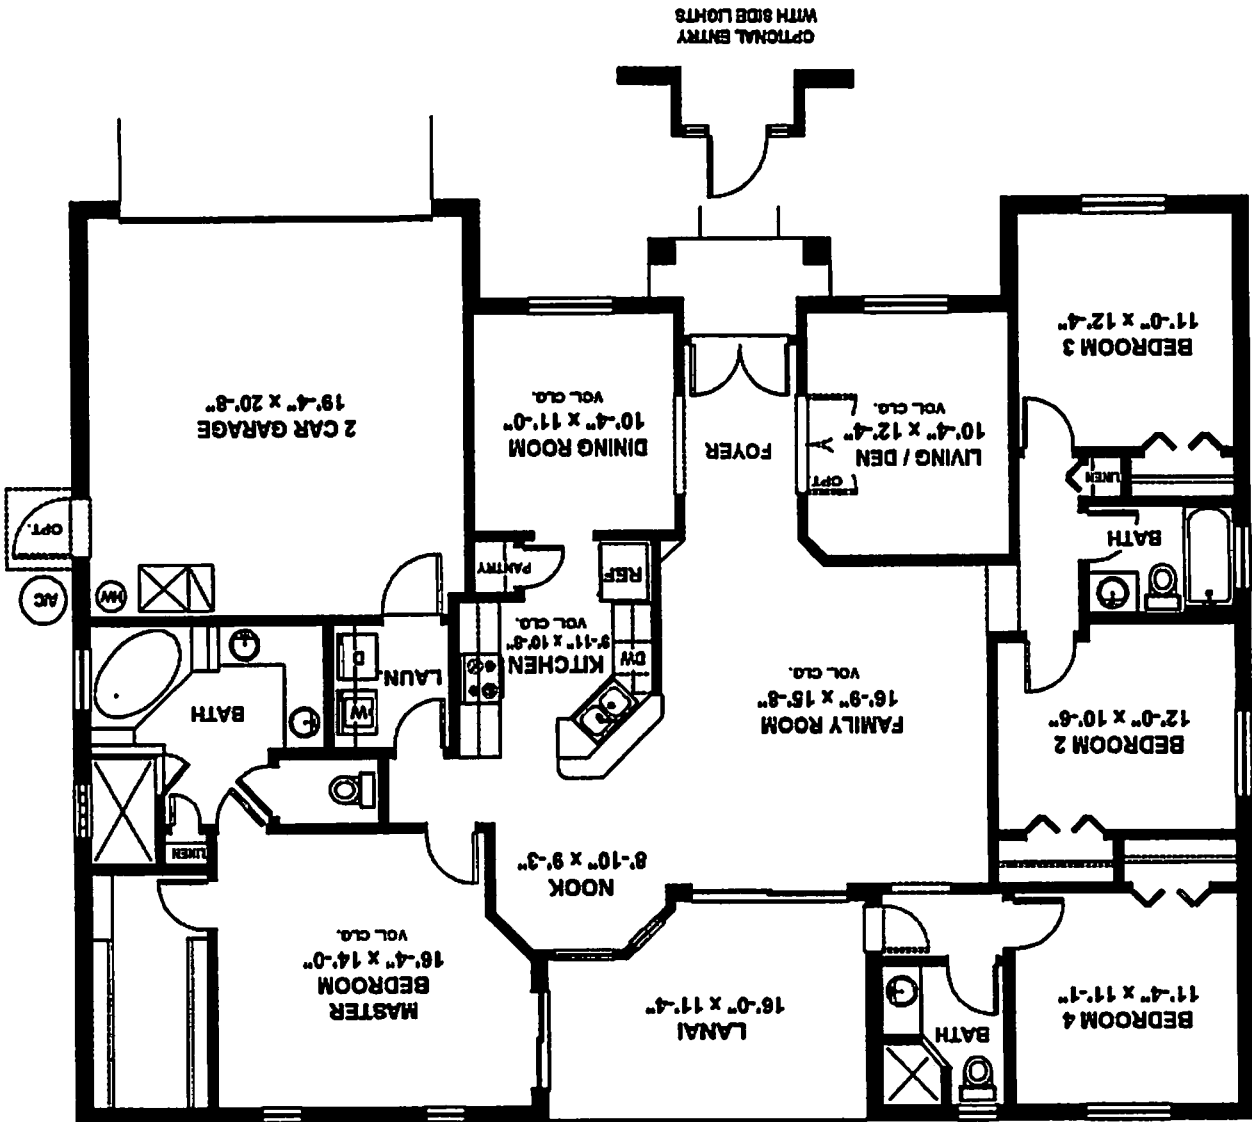 BATH
BEDROOM 4
11'-4" x 11'-1"
LANAI
16'-0" x 11'-4"
MASTER
BEDROOM
16'-4" x 14'-0"
VOL. CLG.
NOOK
8'-10" x 9'-3"
LINEN
BEDROOM 2
12'-0" x 10'-6"
FAMILY ROOM
16'-9" x 15'-8"
VOL. CLG.
DW
KITCHEN
9'-11" x 10'-8"
VOL. CLG.
REF
PANTRY
LAUN.
W
D
BATH
BATH
LINEN
HW
A/C
OPT.
BEDROOM 3
11'-0" x 12'-4"
LIVING / DEN
10'-4" x 12'-4"
VOL. CLG.
OPT
FOYER
DINING ROOM
10'-4" x 11'-0"
VOL. CLG.
2 CAR GARAGE
19'-4" x 20'-8"
OPTIONAL ENTRY
WITH SIDE LIGHTS